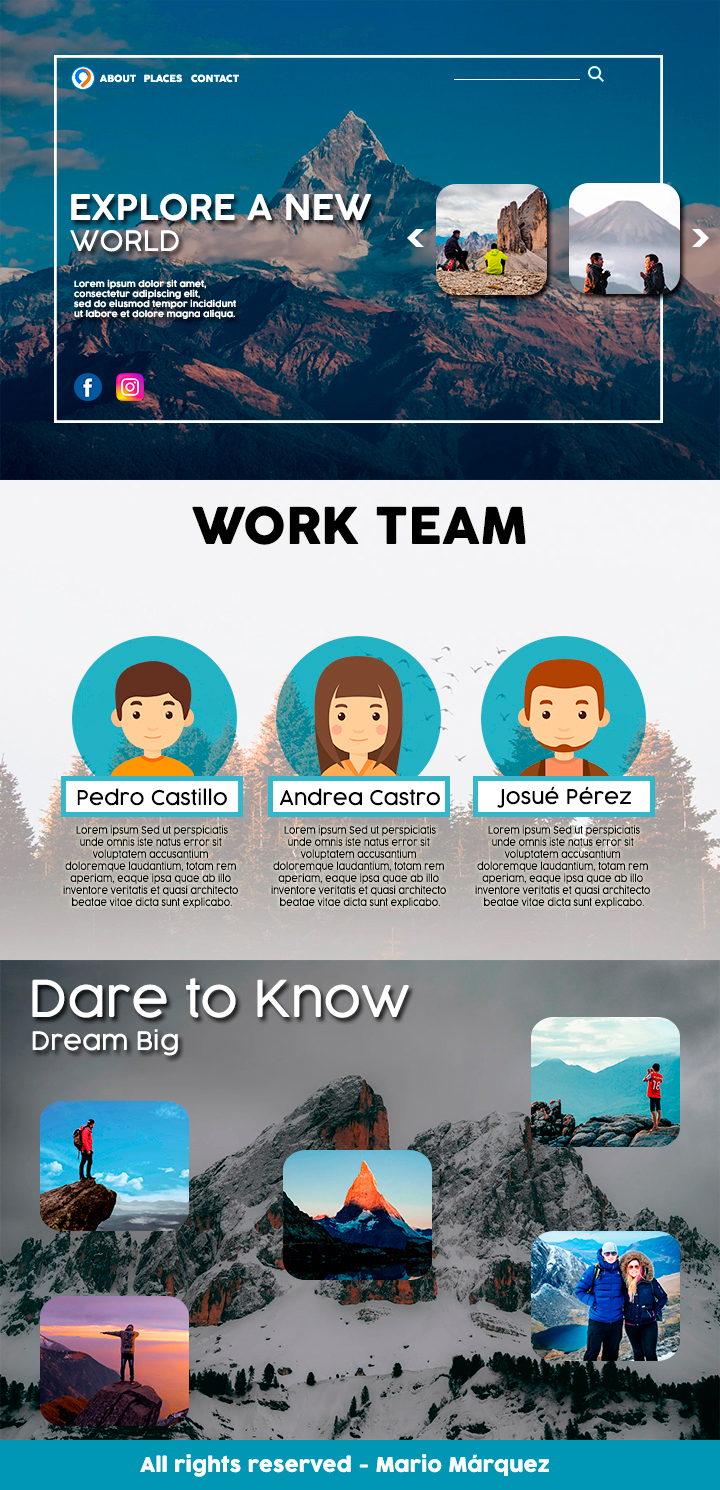 ABOUT PLACES CONTACT
EXPLORE A NEW
WORLD
Lorem ipsum dolor sit amet,
consectetur adipiscing elit,
sed do eiusmod tempor incididunt
ut labore et dolore magna aliqua.
WORK TEAM
Pedro Castillo
Lorem ipsum Sed ut perspiciatis
unde omnis iste natus error sit
voluptatem accusantium
doloremque laudantium, totam rem
aperiam, eaque ipsa quae ab illo
inventore veritatis et quasi architecto
beatae vitae dicta sunt explicabo.
Andrea Castro
Lorem ipsum Sed ut perspiciatis
unde omnis iste natus error sit
voluptatem accusantium
doloremque laudantium, totam rem
aperiam, eaque ipsa quae ab illo
inventore veritatis et quasi architecto
beatae vitae dicta sunt explicabo.
Josué Pérez
Lorem ipsum Sed ut perspiciatis
unde omnis iste natus error sit
voluptatem accusantium
doloremque laudantium, totam rem
aperiam, eaque ipsa quae ab illo
inventore veritatis et quasi architecto
beatae vitae dicta sunt explicabo.
Dare to Know
Dream Big
18
All rights reserved - Mario Márquez